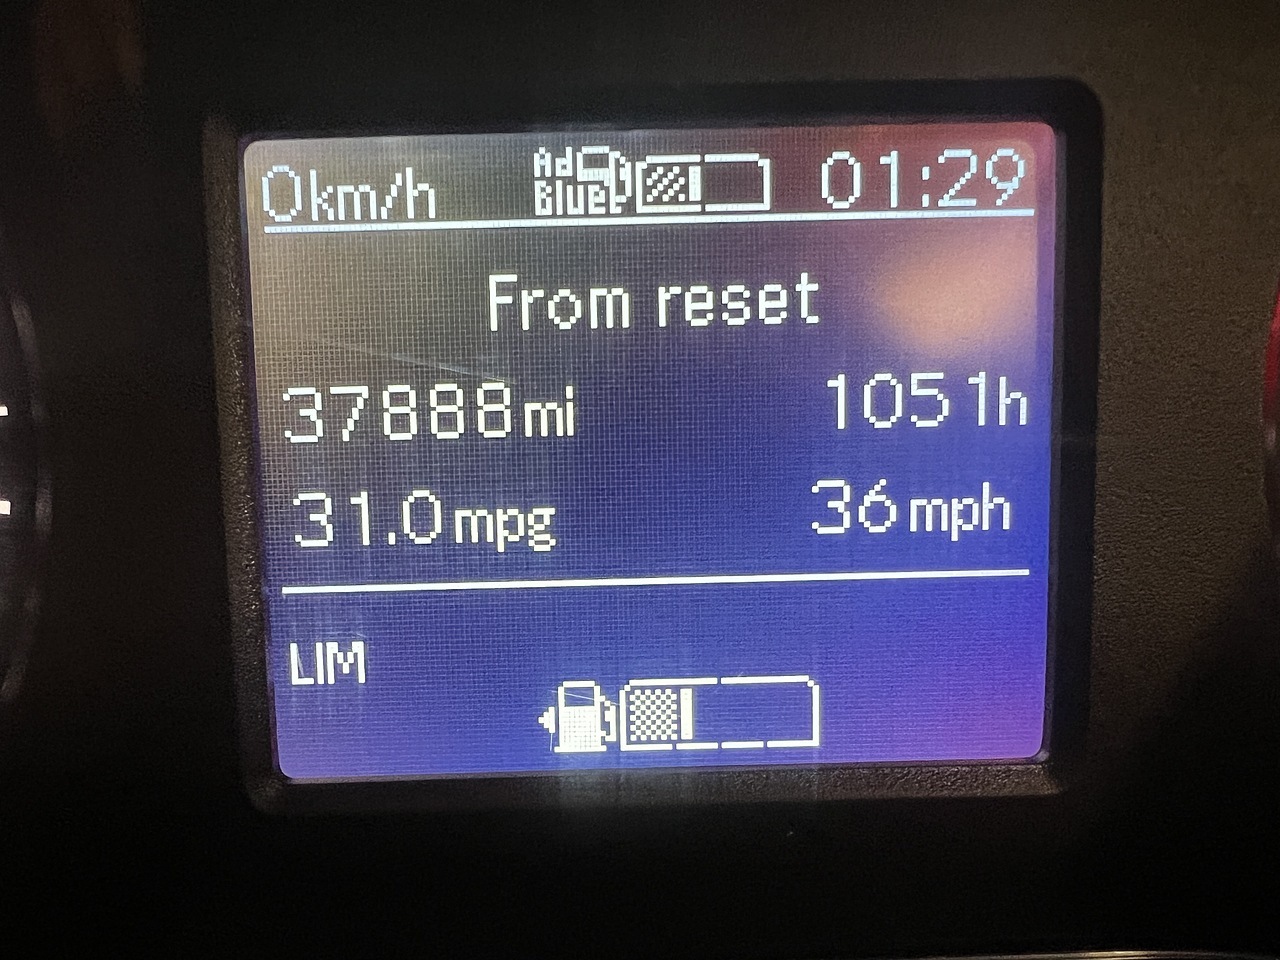 0km/h Ad Blue 01:29
From reset
37888mi 1051h
31.0mpg 36mph
LIM